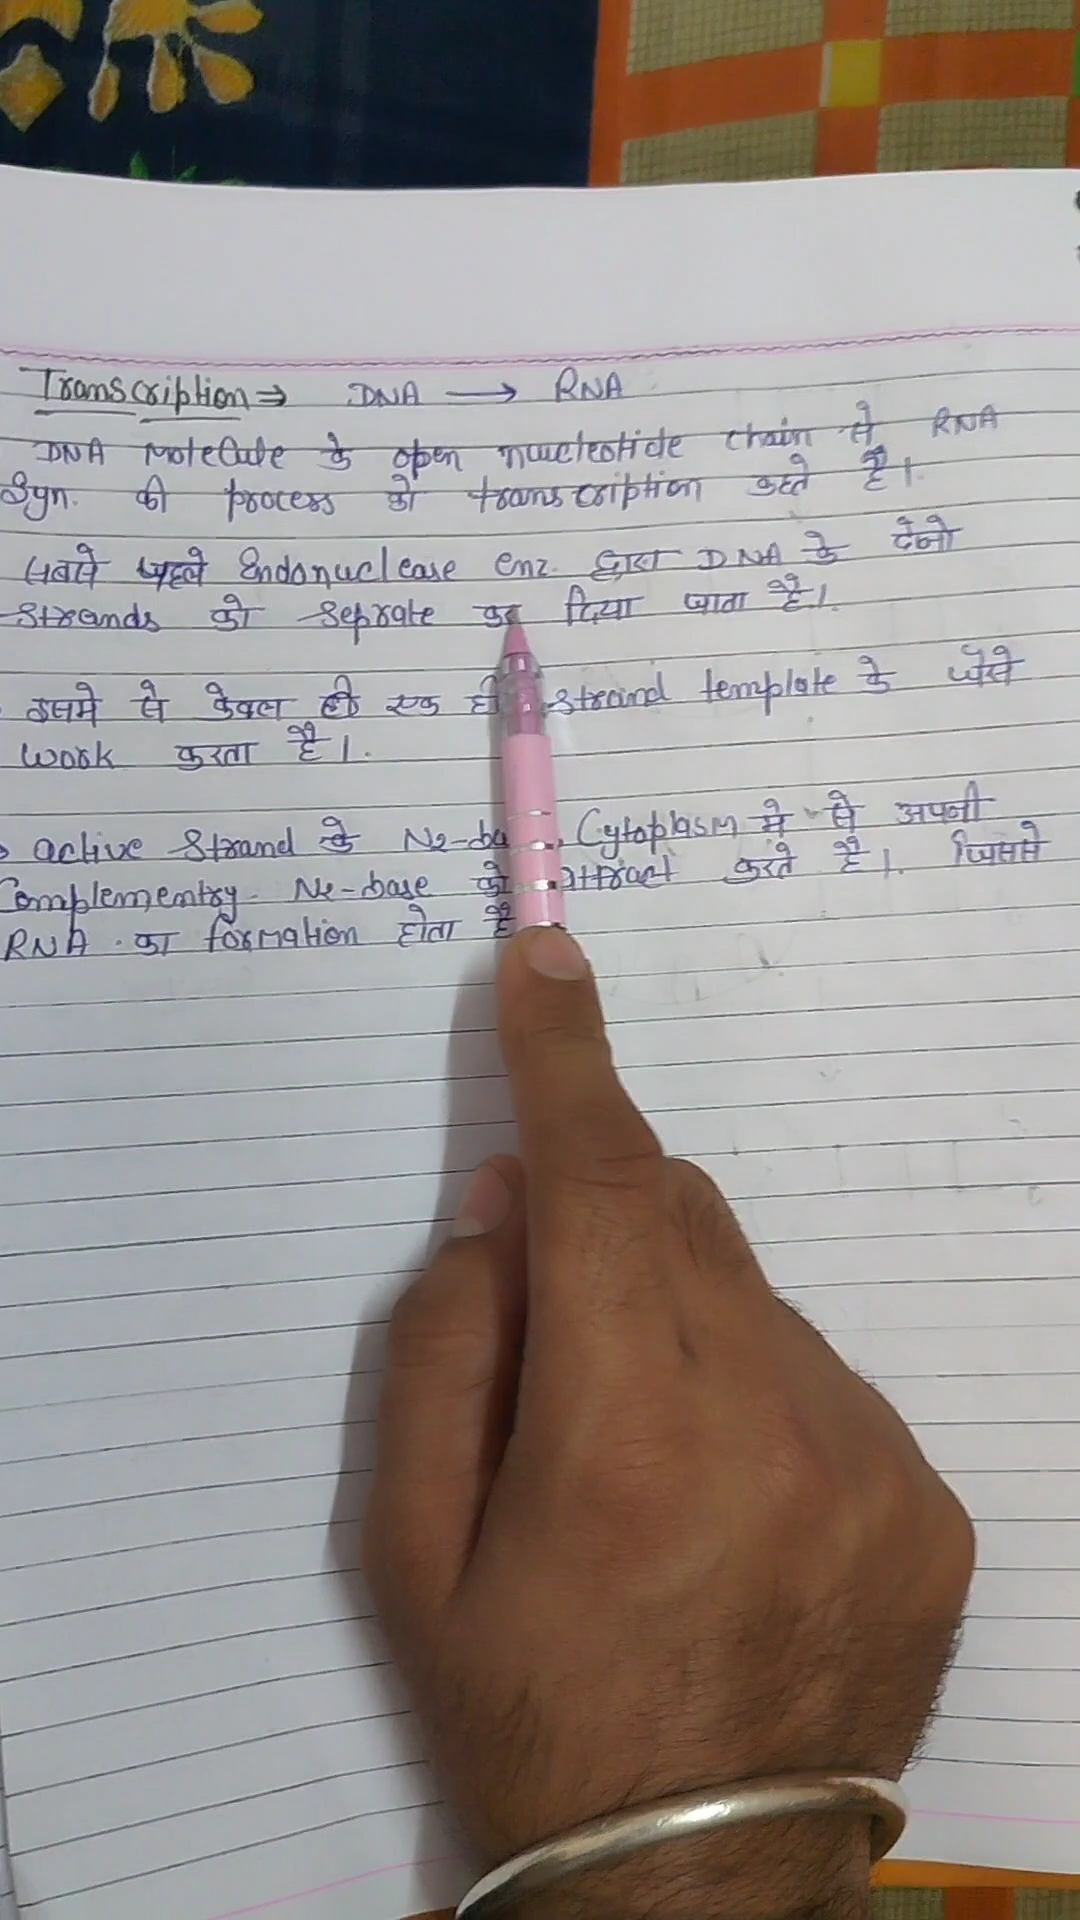 Transcription ⇒ DNA → RNA
DNA Molecule के open nucleotide chain से RNA
Syn. की process को transcription कहते है।
सबसे पहले Endonuclease enz. द्वारा DNA के दोनो
Strands को Seprate कर दिया जाता है।
इसमे से केवल ही एक ही Strand template के जैसे
work करता है।
active Strand के N2-ba Cytoplasm मे से अपनी
Complementry N2-base को attract करते है। जिससे
RNA का formation होता है